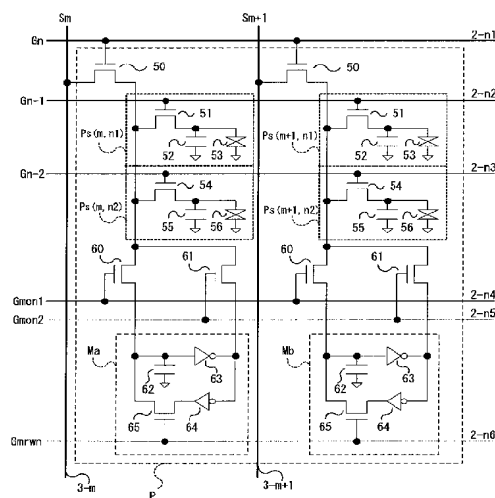 Sm Sm+1
Gn 2-n1
50 50
Gn-1 2-n2
51 51
Ps(m,n1) 52 53 Ps(m+1,n1) 52 53
Gn-2 2-n3
54 54
Ps(m,n2) 55 56 Ps(m+1,n2) 55 56
60 61 60 61
Gmon1 2-n4
Gmon2 2-n5
Ma Mb
62 63 62 63
65 64 65 64
Gmrwn 2-n6
3-m P 3-m+1